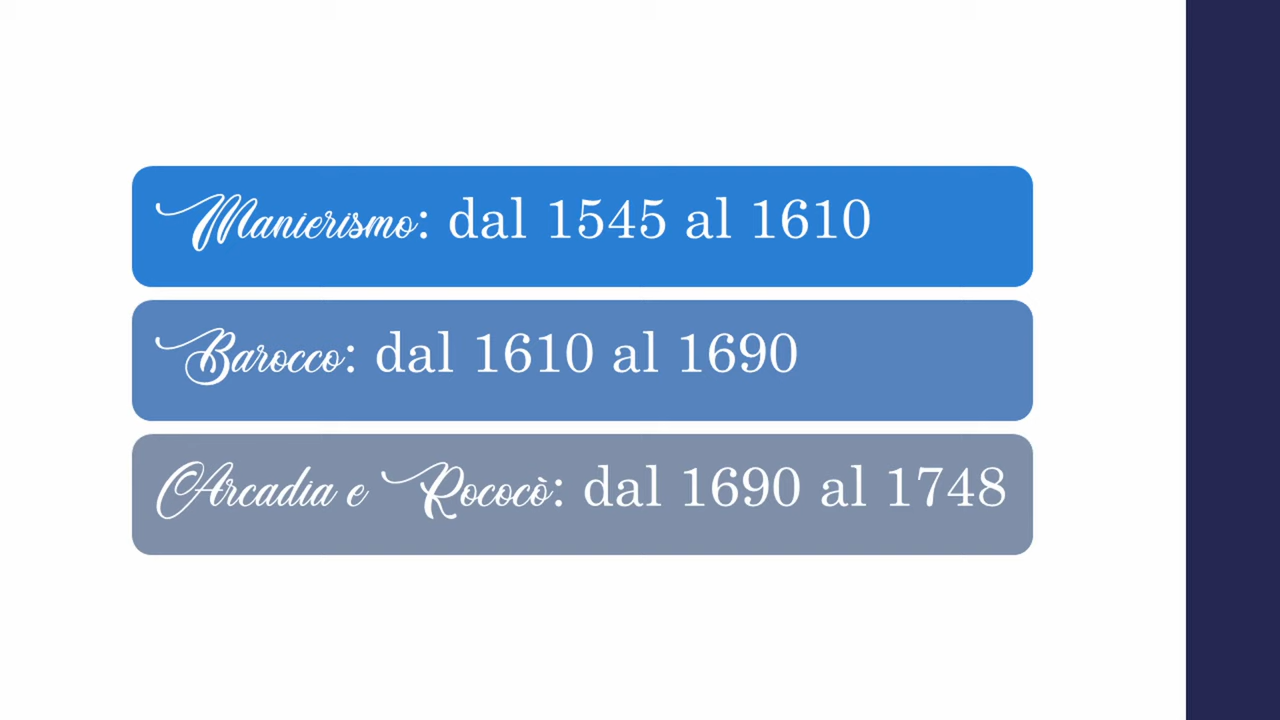 Manierismo: dal 1545 al 1610
Barocco: dal 1610 al 1690
Arcadia e Rococò: dal 1690 al 1748